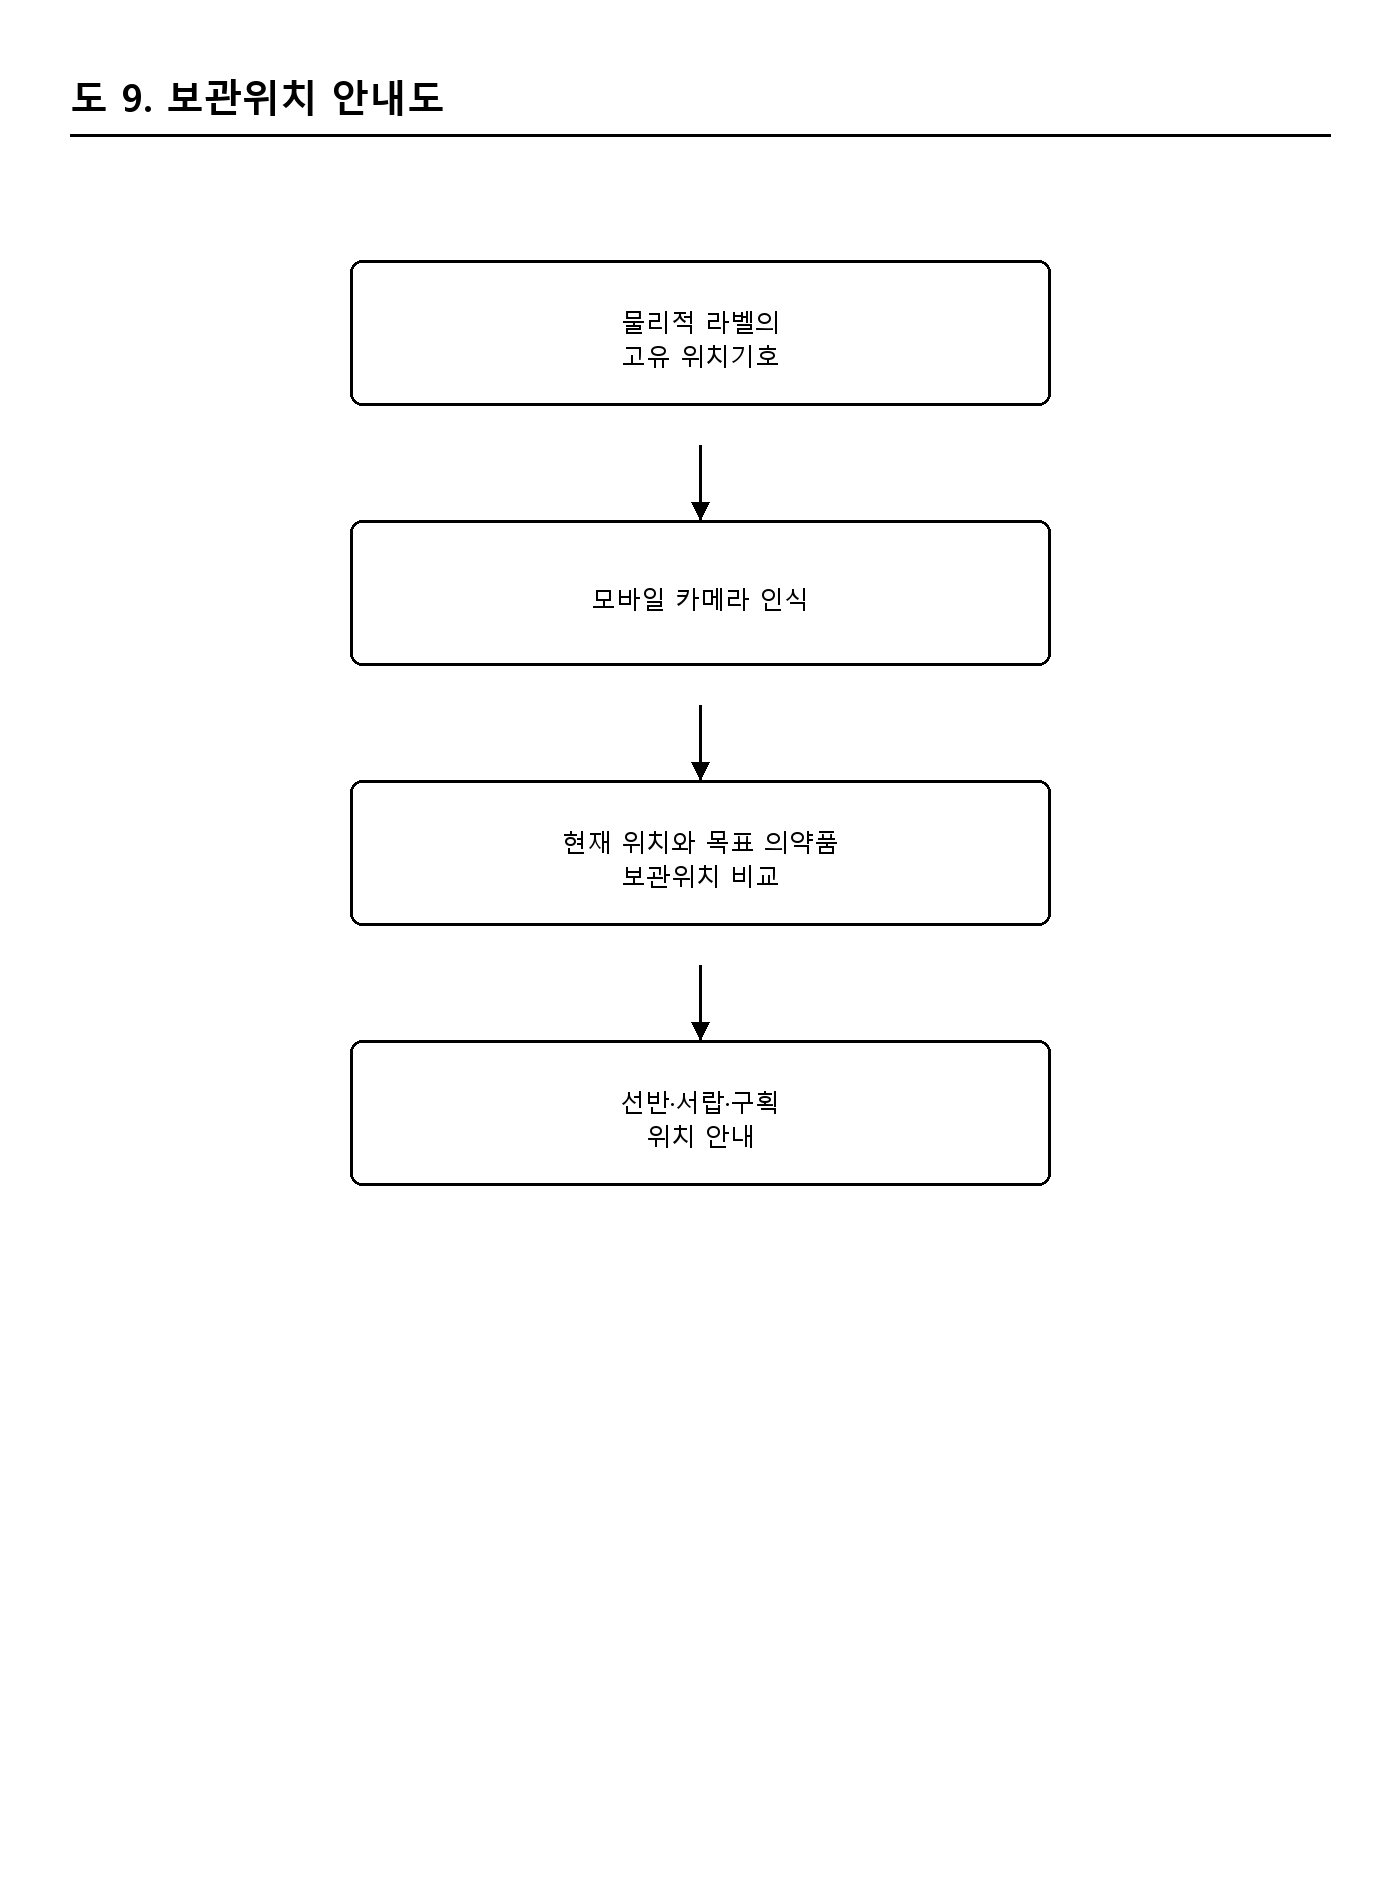 도 9. 보관위치 안내도
물리적 라벨의
고유 위치기호
모바일 카메라 인식
현재 위치와 목표 의약품
보관위치 비교
선반·서랍·구획
위치 안내